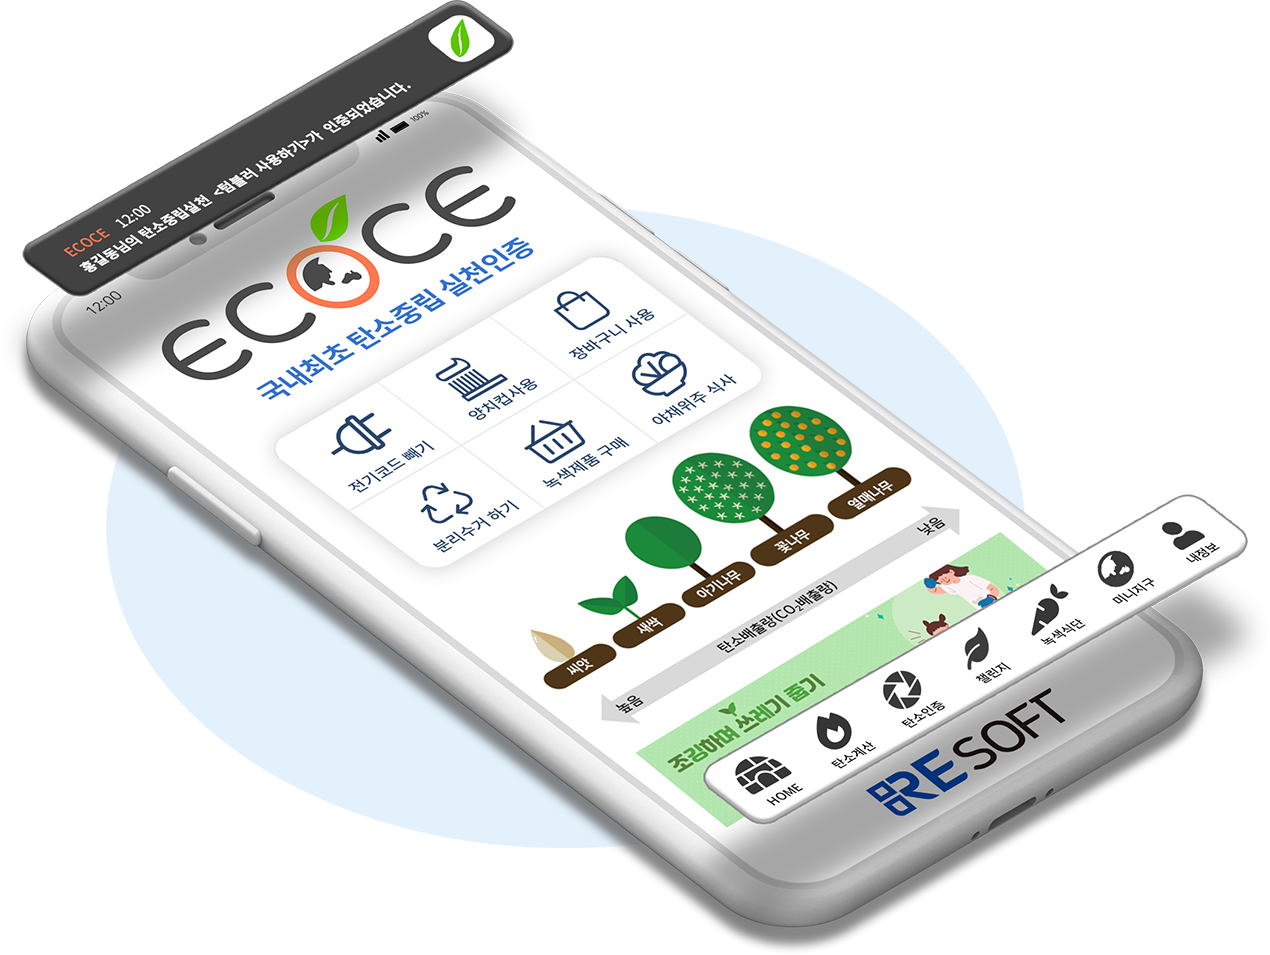 ECOCE 12:00
홍길동님의 탄소중립실천 <텀블러 사용하기>가 인증되었습니다.
12:00
100%
ECOCE
국내최초 탄소중립 실천인증
전기코드 빼기
양치컵사용
장바구니 사용
분리수거 하기
녹색제품 구매
야채위주 식사
씨앗
새싹
아기나무
꽃나무
열매나무
높음
탄소배출량(CO₂배출량)
낮음
조깅하며 쓰레기 줍기
HOME
탄소계산
탄소인증
챌린지
녹색식단
미니지구
내정보
RESOFT